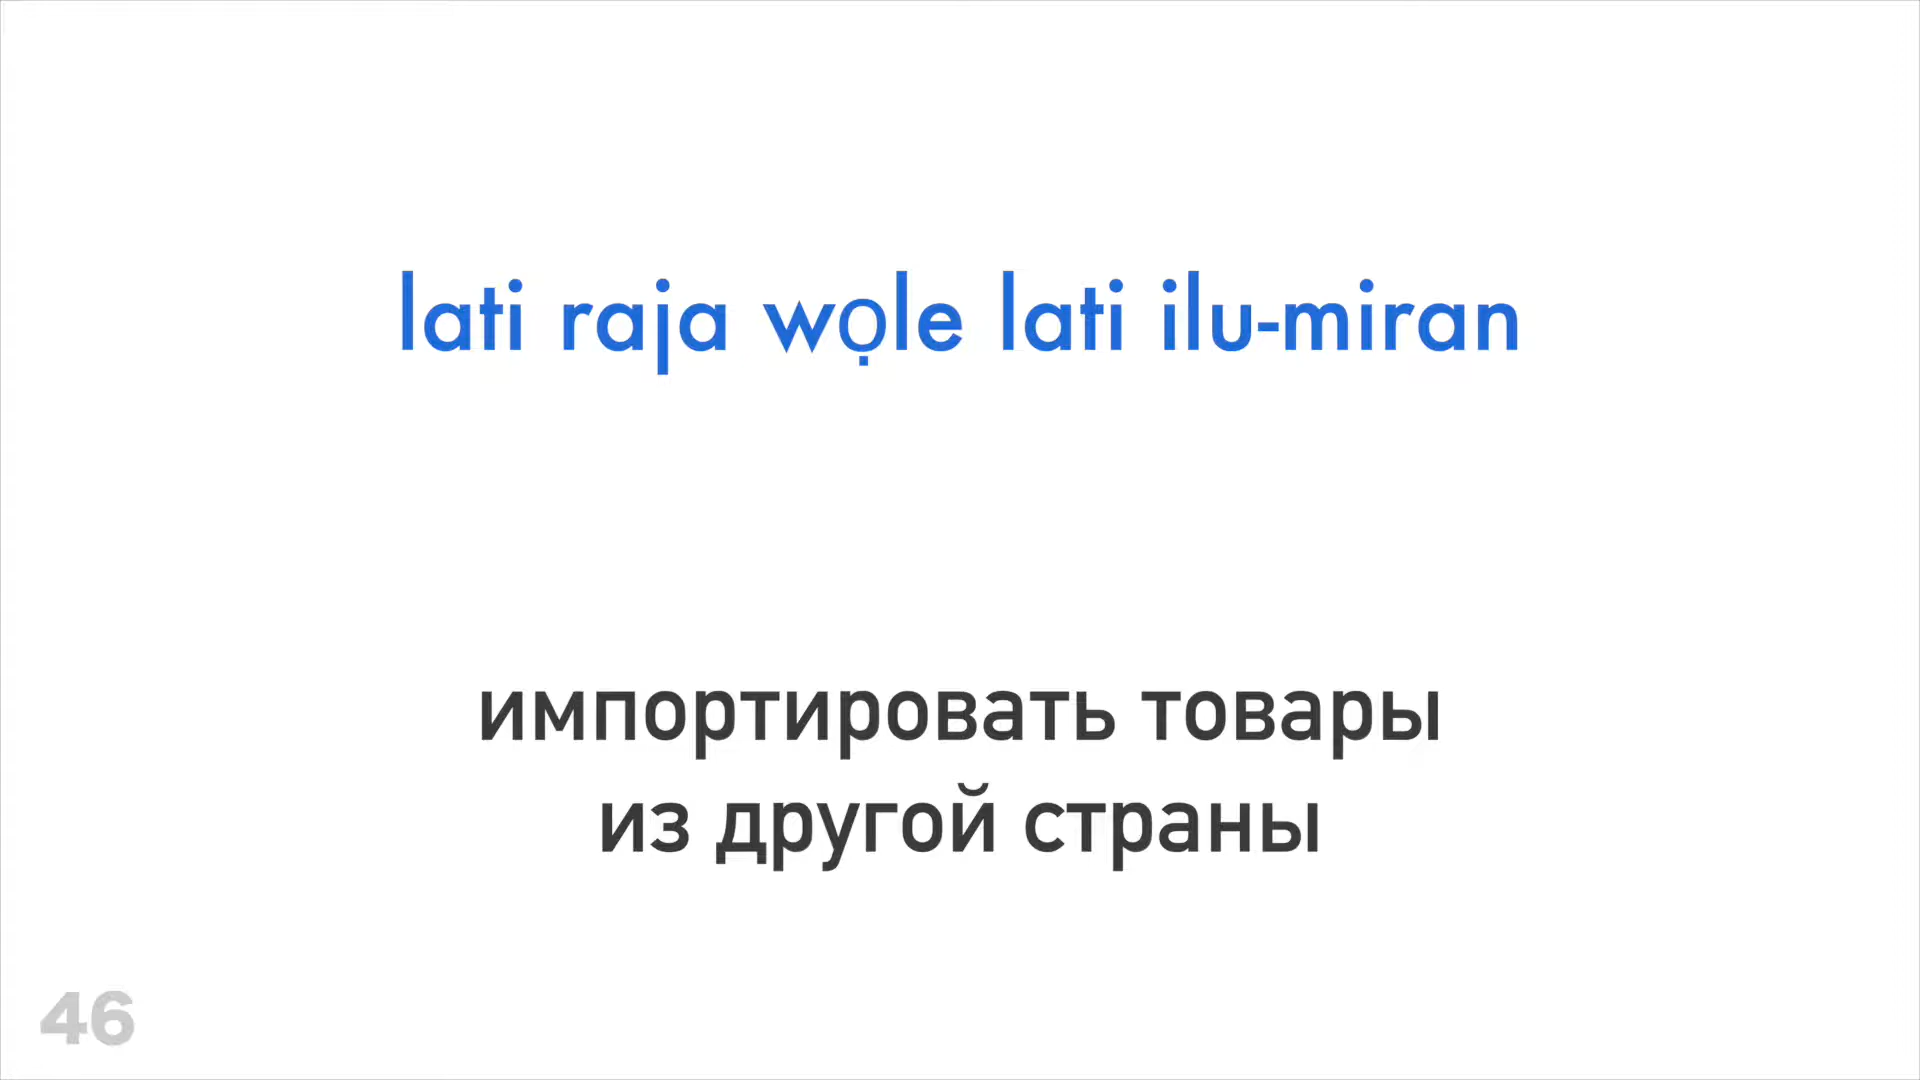 lati raja wọle lati ilu-miran
импортировать товары
из другой страны
46